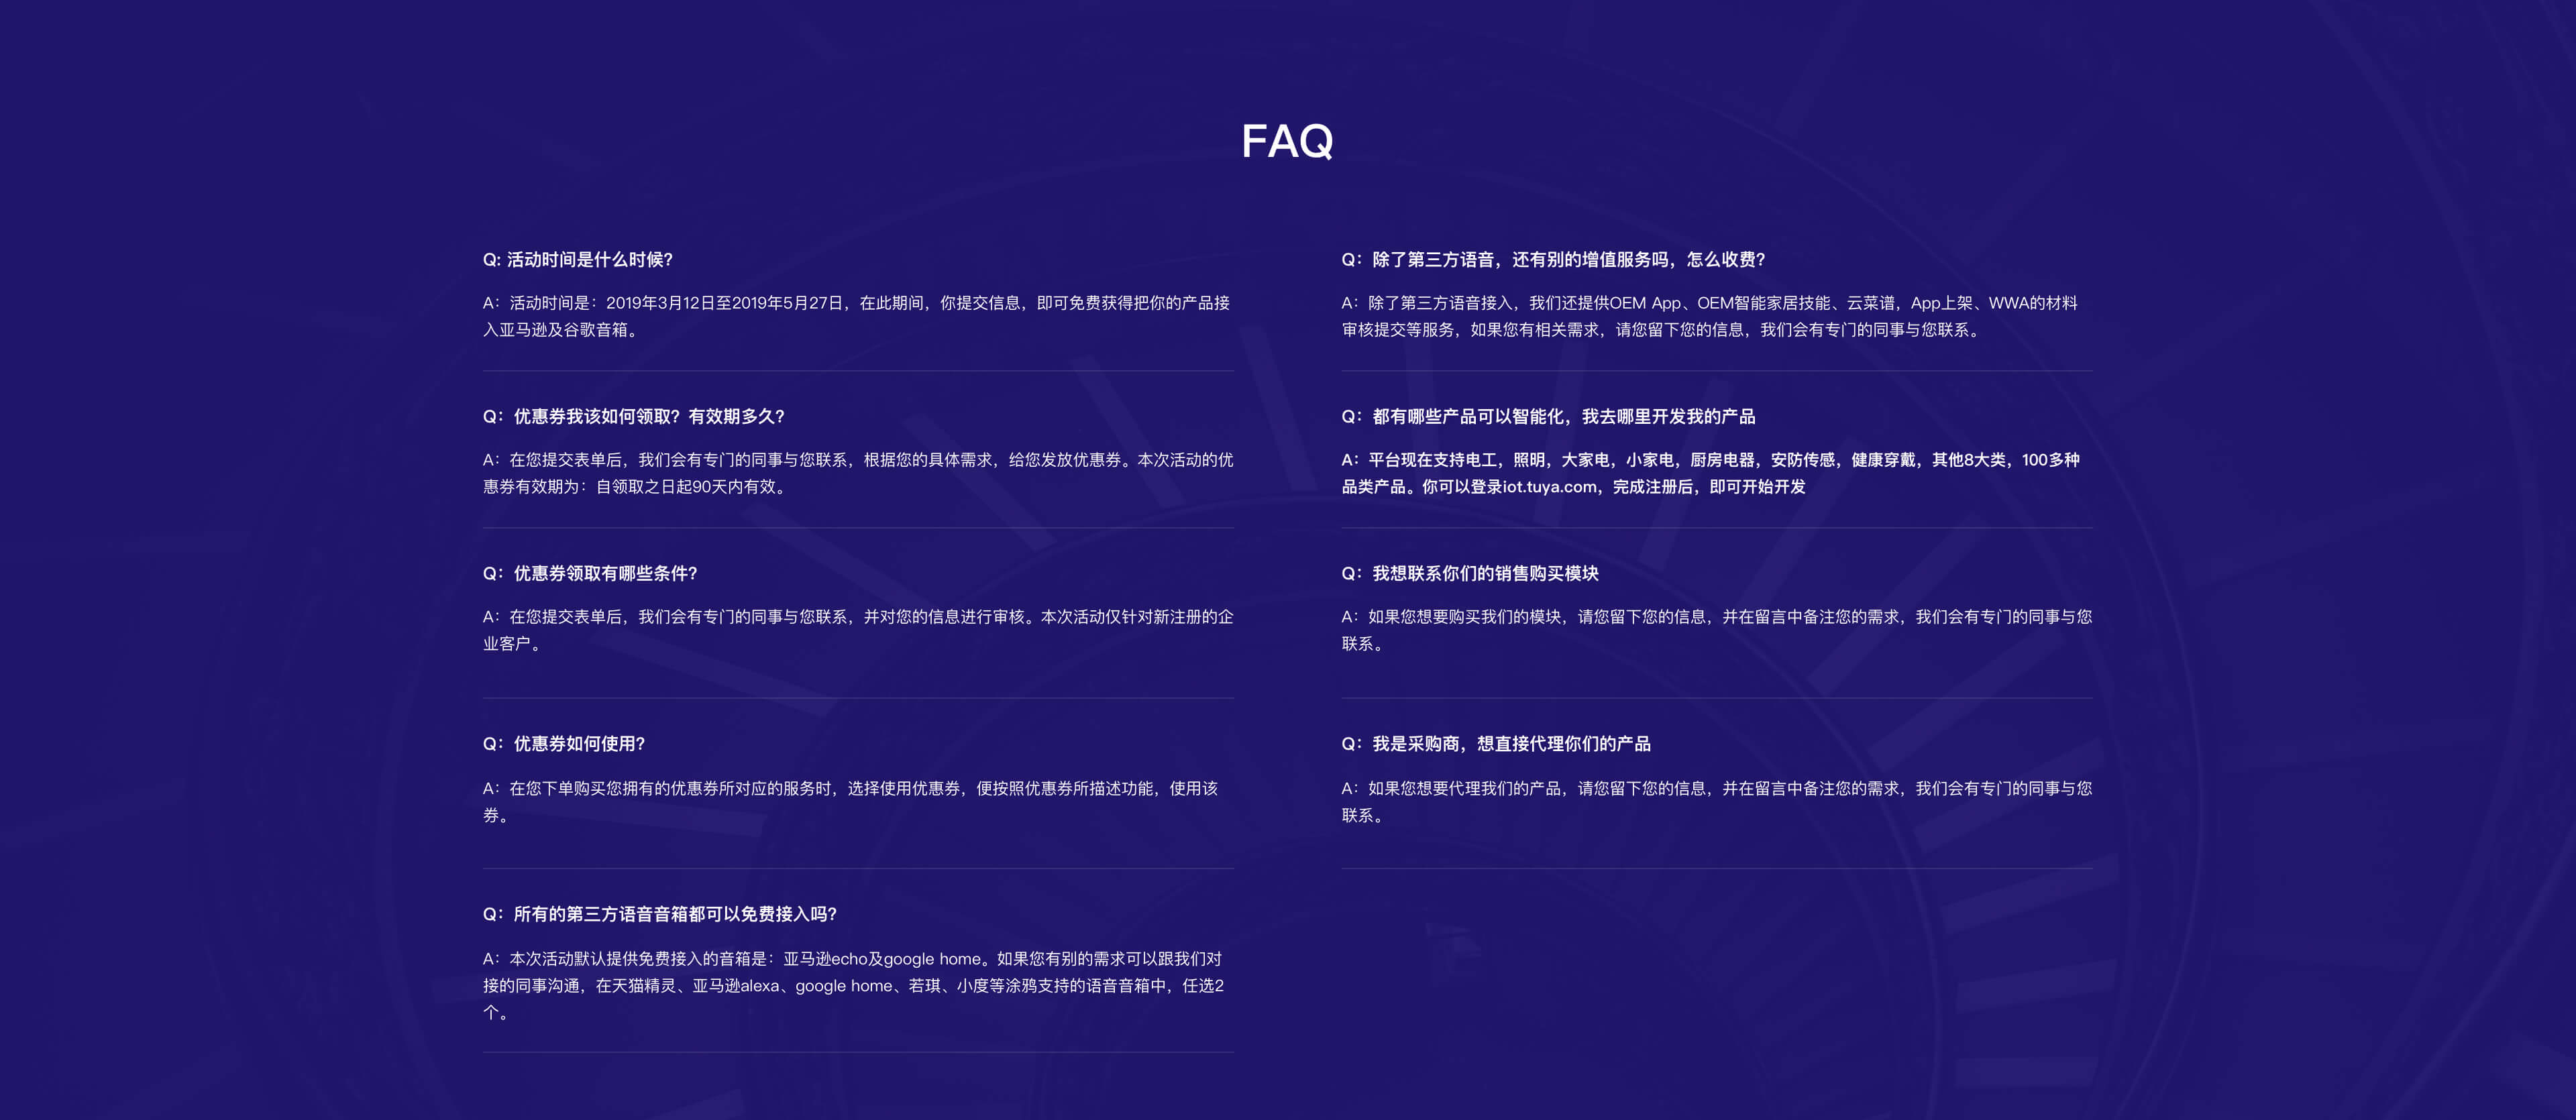 FAQ
Q: 活动时间是什么时候?
A：活动时间是：2019年3月12日至2019年5月27日，在此期间，你提交信息，即可免费获得把你的产品接
入亚马逊及谷歌音箱。
Q：优惠券我该如何领取？有效期多久?
A：在您提交表单后，我们会有专门的同事与您联系，根据您的具体需求，给您发放优惠券。本次活动的优
惠券有效期为：自领取之日起90天内有效。
Q：优惠券领取有哪些条件?
A：在您提交表单后，我们会有专门的同事与您联系，并对您的信息进行审核。本次活动仅针对新注册的企
业客户。
Q：优惠券如何使用?
A：在您下单购买您拥有的优惠券所对应的服务时，选择使用优惠券，便按照优惠券所描述功能，使用该
券。
Q：所有的第三方语音音箱都可以免费接入吗?
A：本次活动默认提供免费接入的音箱是：亚马逊echo及google home。如果您有别的需求可以跟我们对
接的同事沟通，在天猫精灵、亚马逊alexa、google home、若琪、小度等涂鸦支持的语音音箱中，任选2
个。
Q：除了第三方语音，还有别的增值服务吗，怎么收费?
A：除了第三方语音接入，我们还提供OEM App、OEM智能家居技能、云菜谱，App上架、WWA的材料
审核提交等服务，如果您有相关需求，请您留下您的信息，我们会有专门的同事与您联系。
Q：都有哪些产品可以智能化，我去哪里开发我的产品
A：平台现在支持电工，照明，大家电，小家电，厨房电器，安防传感，健康穿戴，其他8大类，100多种
品类产品。你可以登录iot.tuya.com，完成注册后，即可开始开发
Q：我想联系你们的销售购买模块
A：如果您想要购买我们的模块，请您留下您的信息，并在留言中备注您的需求，我们会有专门的同事与您
联系。
Q：我是采购商，想直接代理你们的产品
A：如果您想要代理我们的产品，请您留下您的信息，并在留言中备注您的需求，我们会有专门的同事与您
联系。